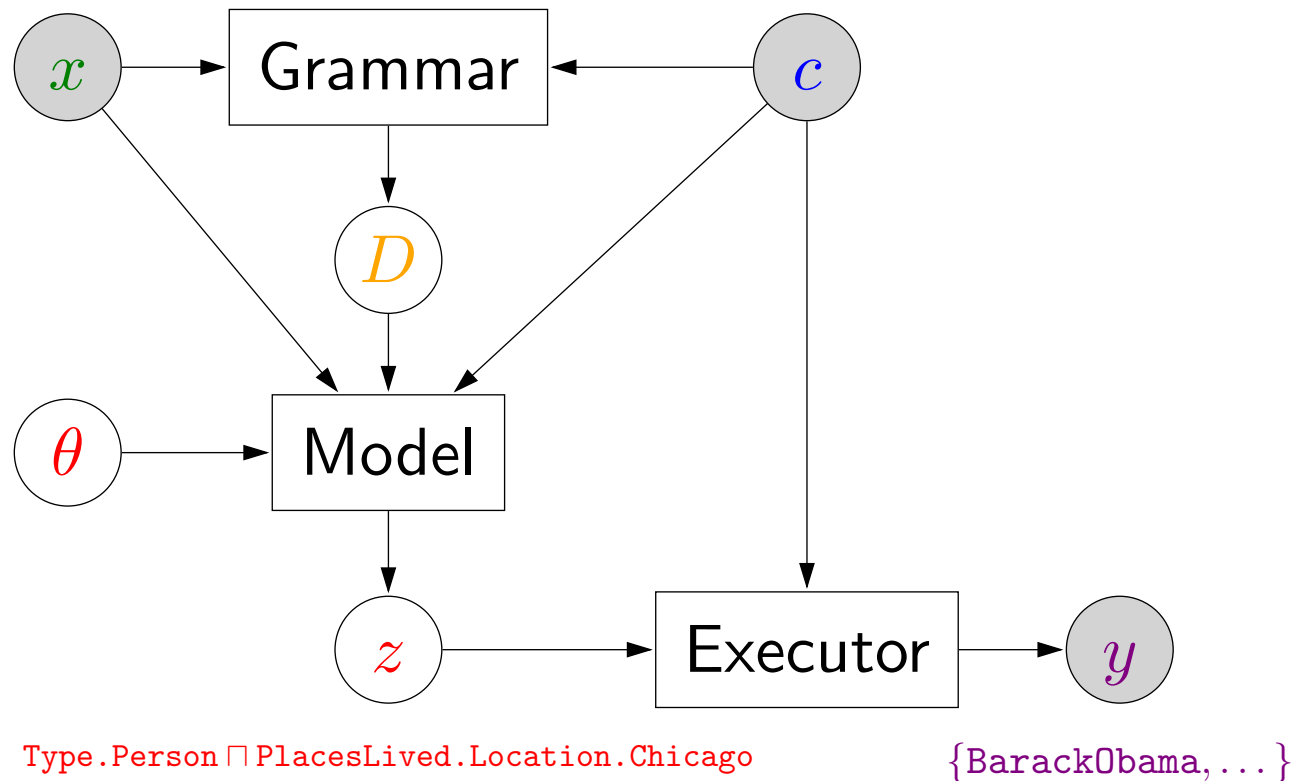 x Grammar c
D
θ Model
z Executor y
Type.Person ⊓ PlacesLived.Location.Chicago {BarackObama, ...}